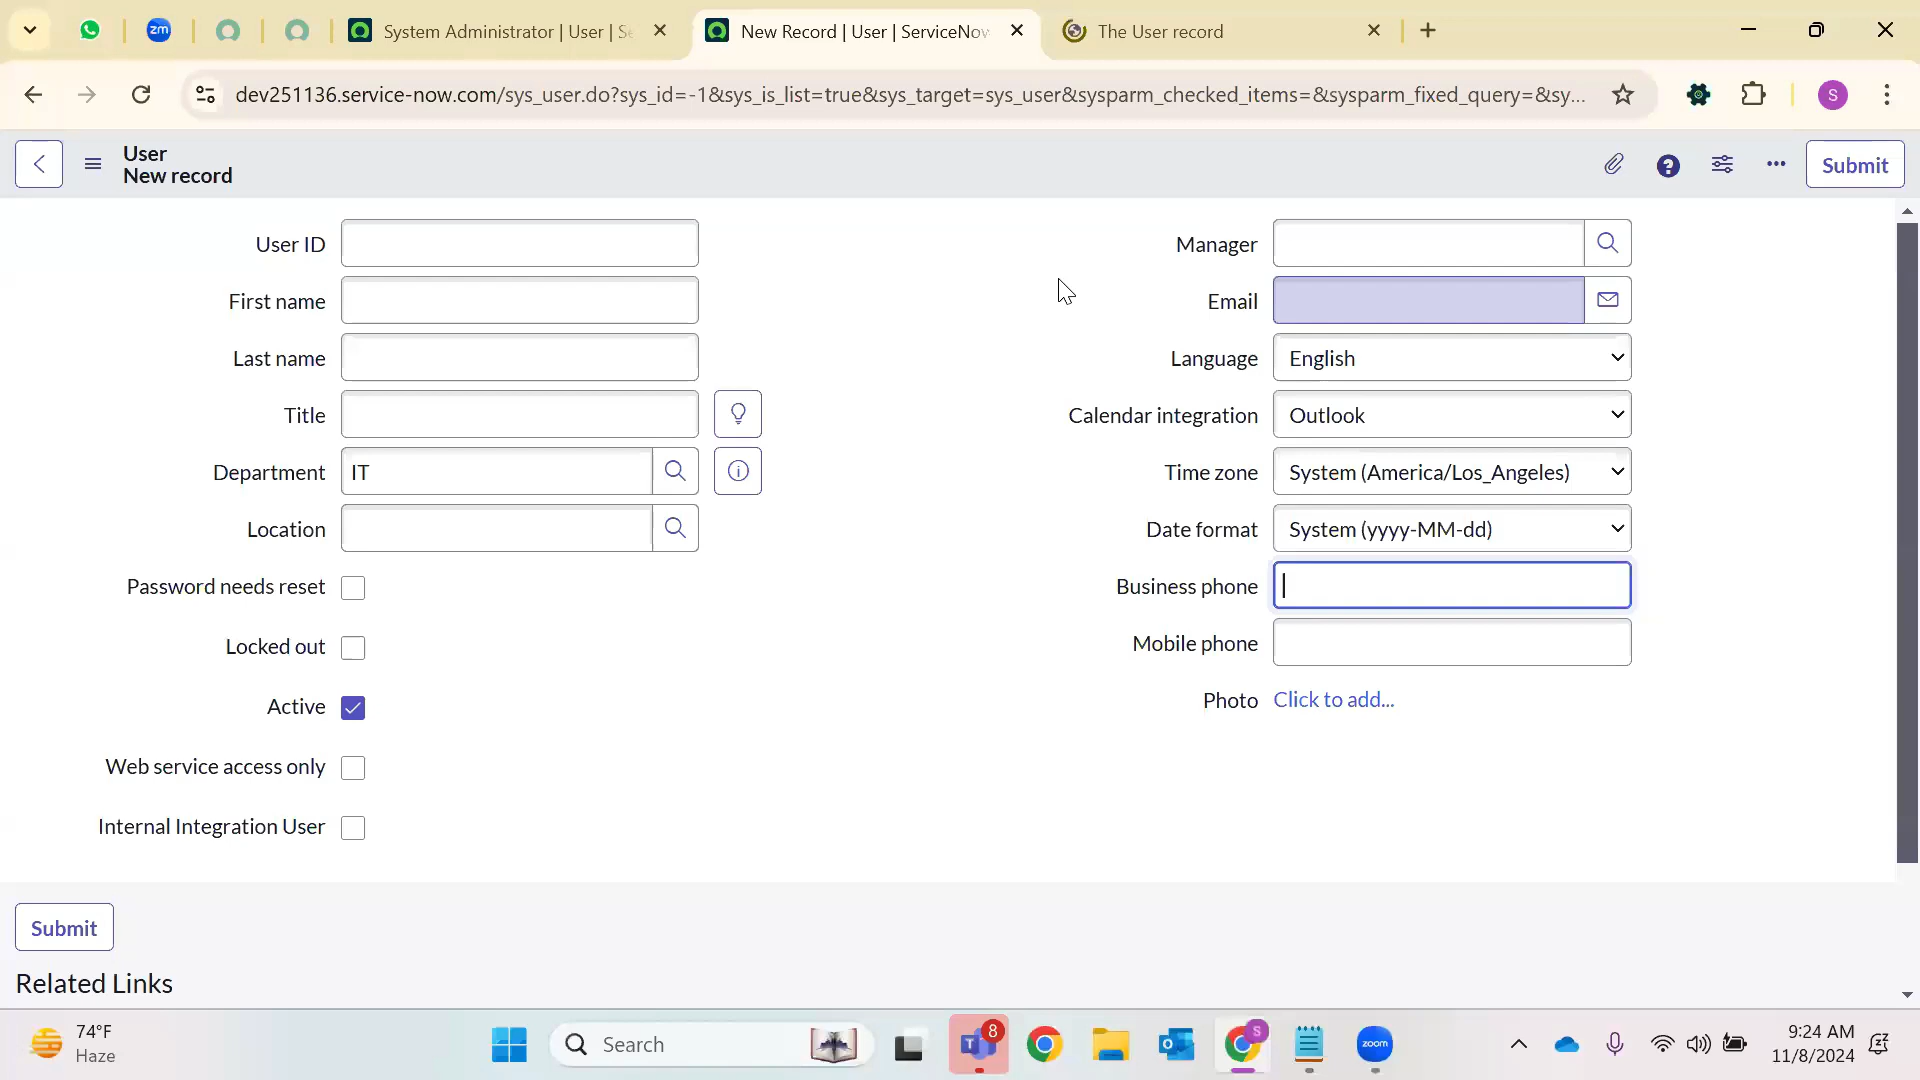 zm
System Administrator | User | Se
New Record | User | ServiceNow
The User record
dev251136.service-now.com/sys_user.do?sys_id=-1&sys_is_list=true&sys_target=sys_user&sysparm_checked_items=&sysparm_fixed_query=&sy...
S
User
New record
Submit
User ID
First name
Last name
Title
Department IT
Location
Password needs reset
Locked out
Active
Web service access only
Internal Integration User
Manager
Email
Language English
Calendar integration Outlook
Time zone System (America/Los_Angeles)
Date format System (yyyy-MM-dd)
Business phone
Mobile phone
Photo Click to add...
Submit
Related Links
74°F
Haze
Search
8
S
zoom
9:24 AM
11/8/2024